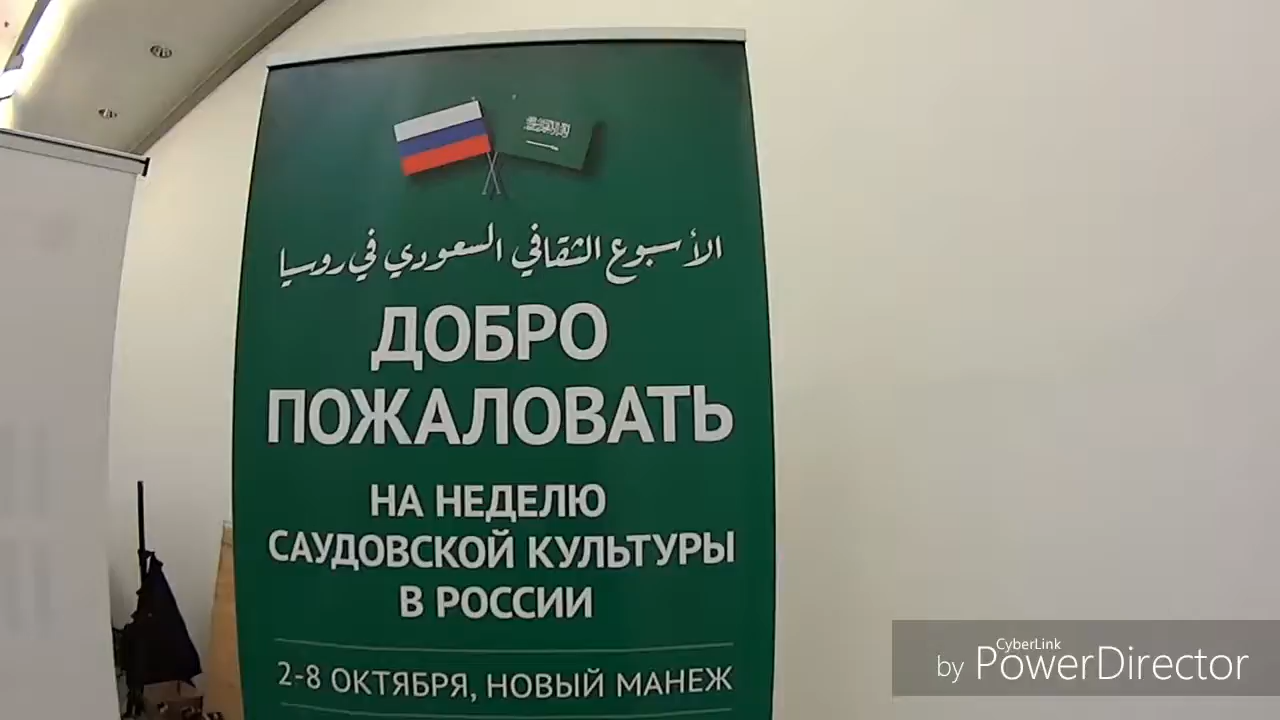 الأسبوع الثقافي السعودي في روسيا
ДОБРО
ПОЖАЛОВАТЬ
НА НЕДЕЛЮ
САУДОВСКОЙ КУЛЬТУРЫ
В РОССИИ
2-8 ОКТЯБРЯ, НОВЫЙ МАНЕЖ
CyberLink
by PowerDirector